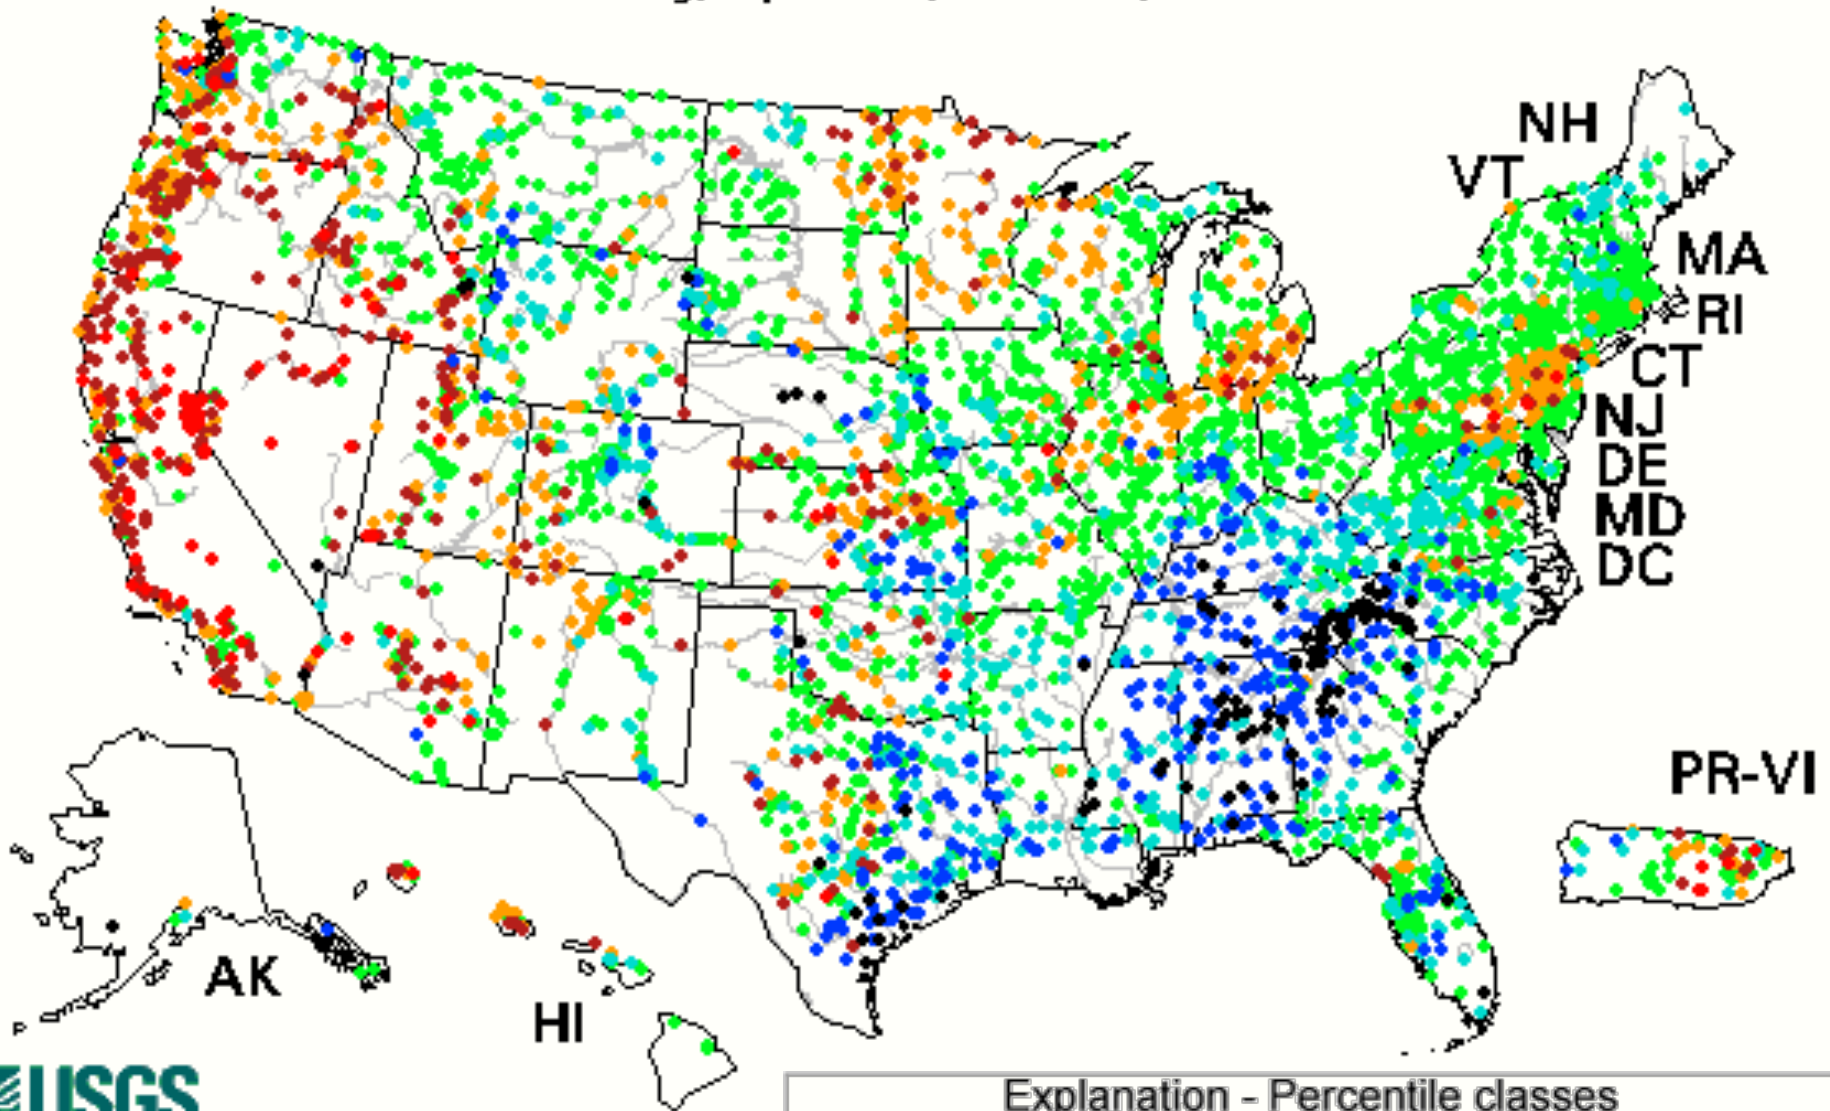 NH
VT
MA
RI
CT
NJ
DE
MD
DC
PR-VI
AK
HI
USGS
Explanation - Percentile classes